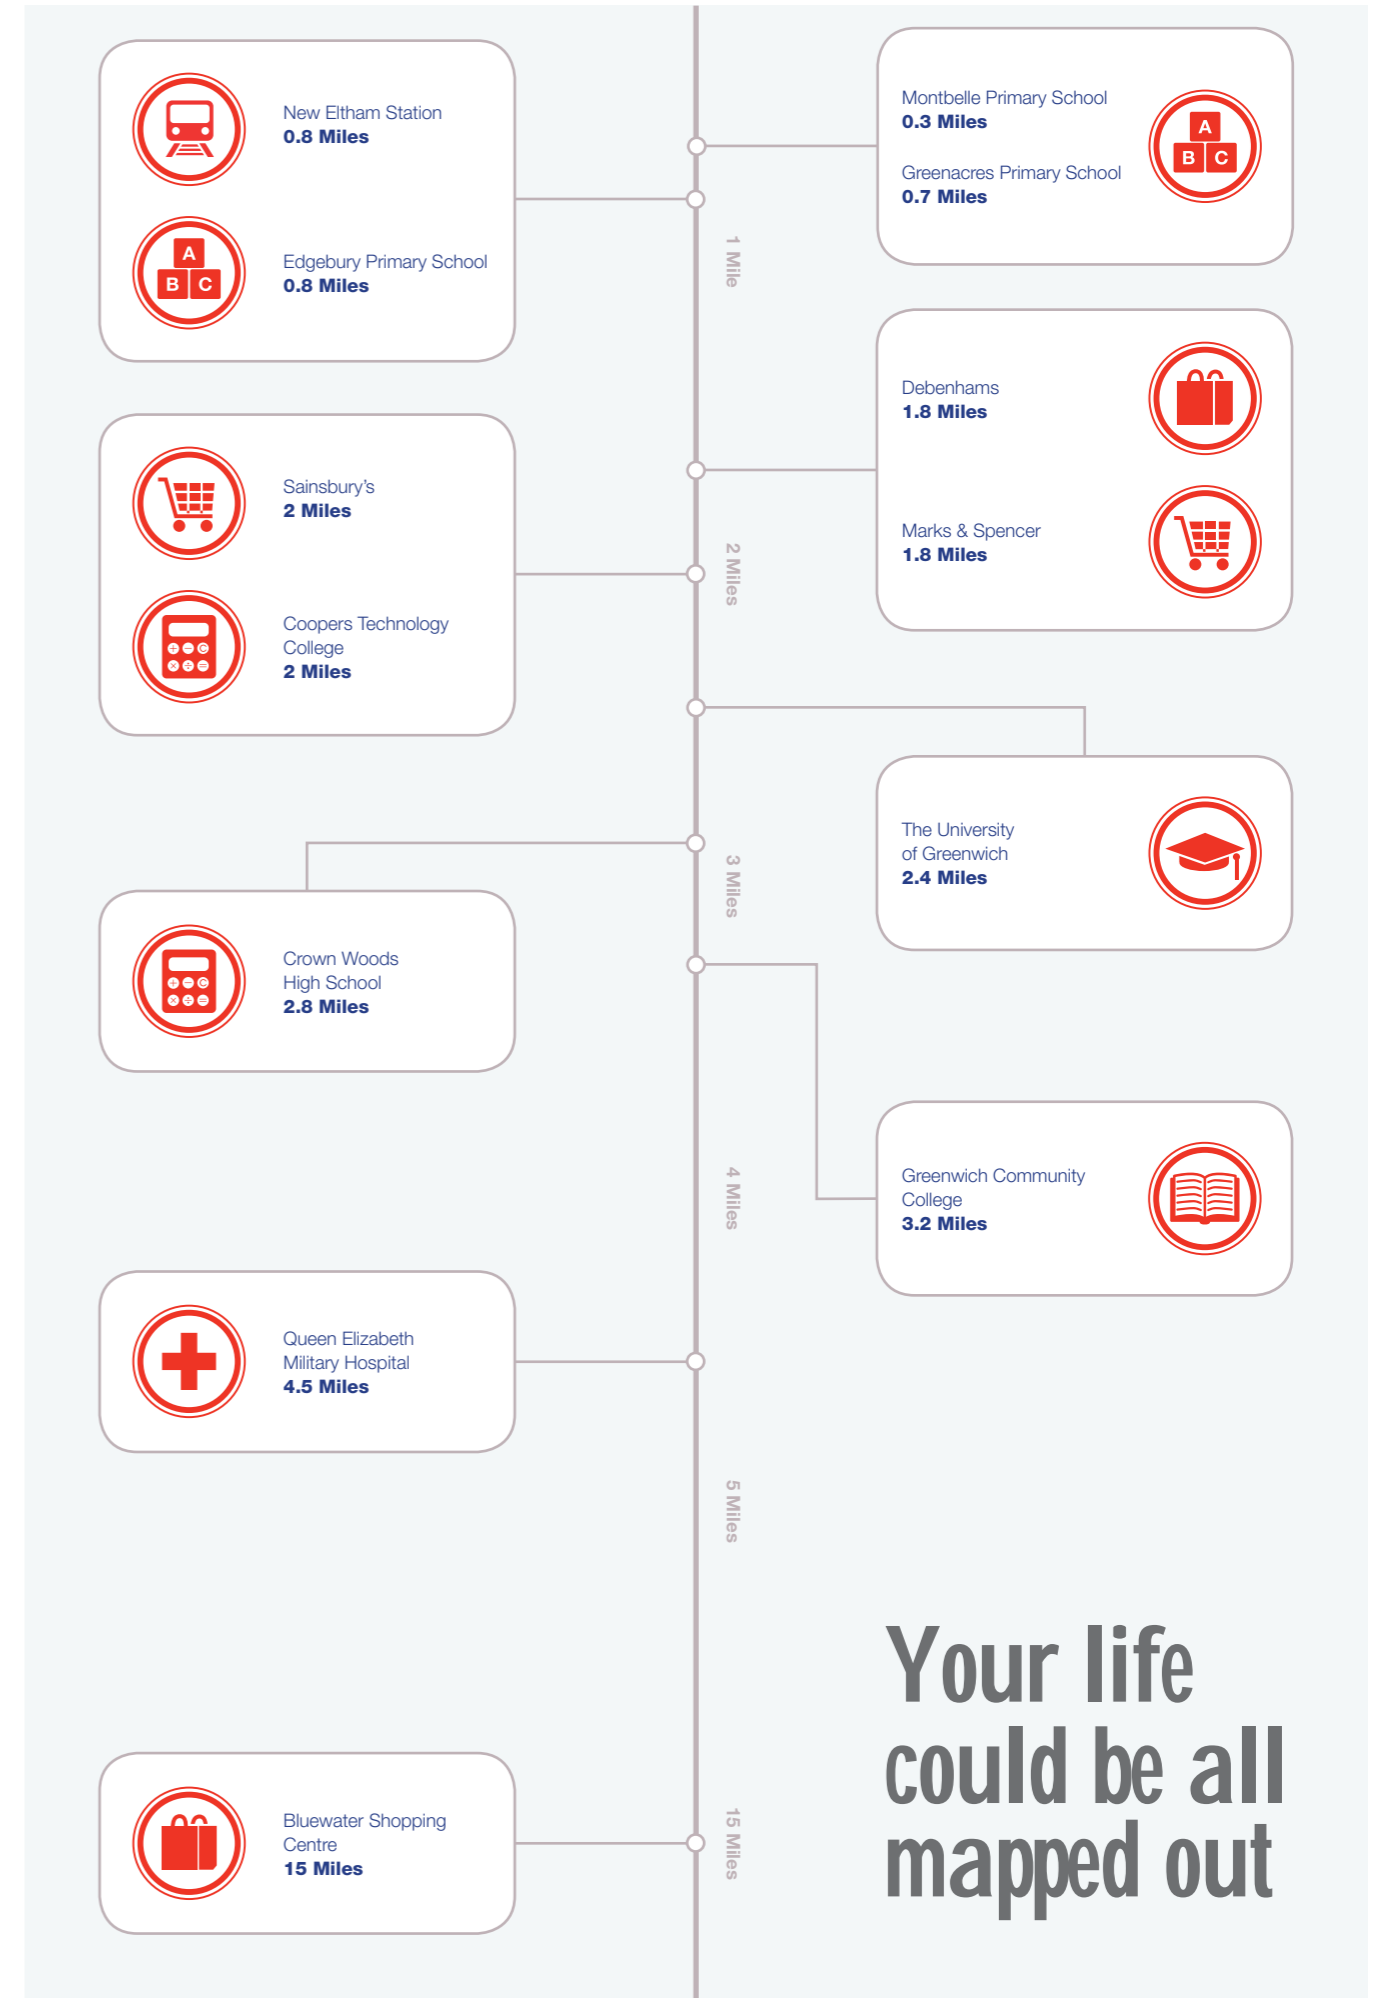 New Eltham Station
0.8 Miles
A
B C
Edgebury Primary School
0.8 Miles
Montbelle Primary School
0.3 Miles
Greenacres Primary School
0.7 Miles
A
B C
1 Mile
Debenhams
1.8 Miles
Marks & Spencer
1.8 Miles
Sainsbury's
2 Miles
+ − C
× ÷ =
Coopers Technology
College
2 Miles
2 Miles
The University
of Greenwich
2.4 Miles
3 Miles
+ − C
× ÷ =
Crown Woods
High School
2.8 Miles
Greenwich Community
College
3.2 Miles
4 Miles
Queen Elizabeth
Military Hospital
4.5 Miles
5 Miles
Your life
could be all
mapped out
Bluewater Shopping
Centre
15 Miles
15 Miles